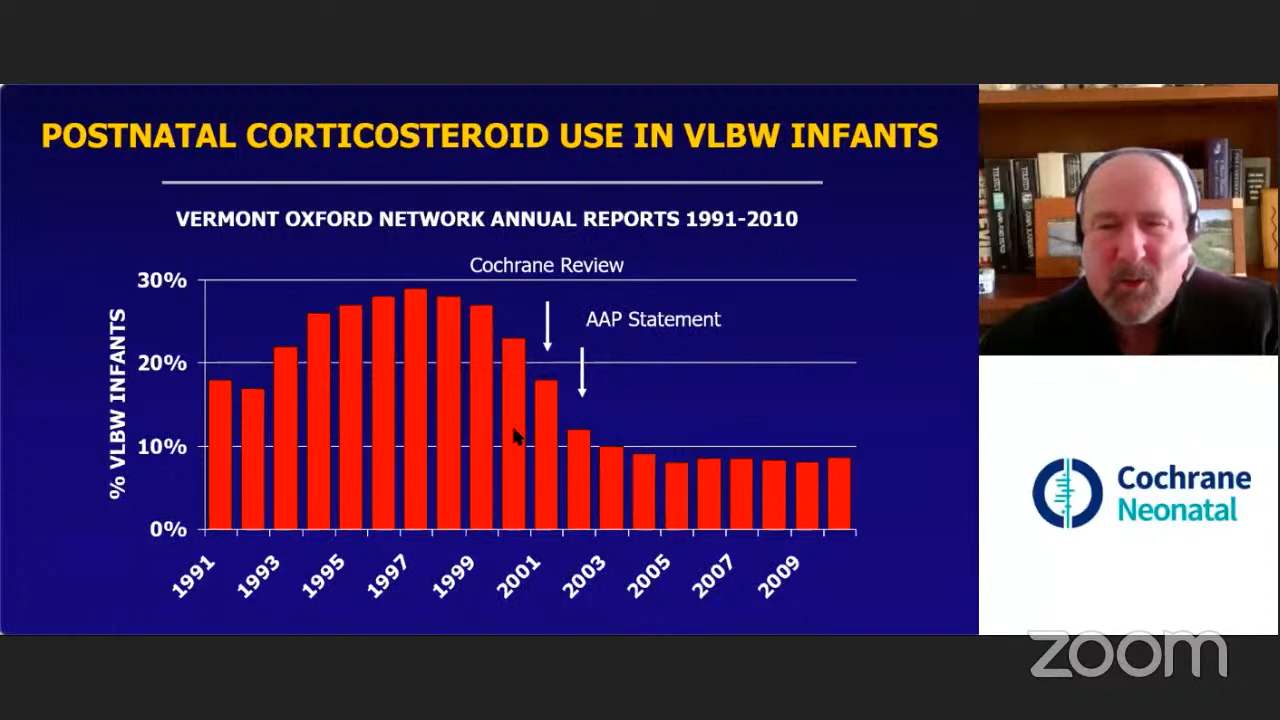 POSTNATAL CORTICOSTEROID USE IN VLBW INFANTS
VERMONT OXFORD NETWORK ANNUAL REPORTS 1991-2010
Cochrane Review
AAP Statement
% VLBW INFANTS
30%
20%
10%
0%
1991
1993
1995
1997
1999
2001
2003
2005
2007
2009
Cochrane
Neonatal
zoom